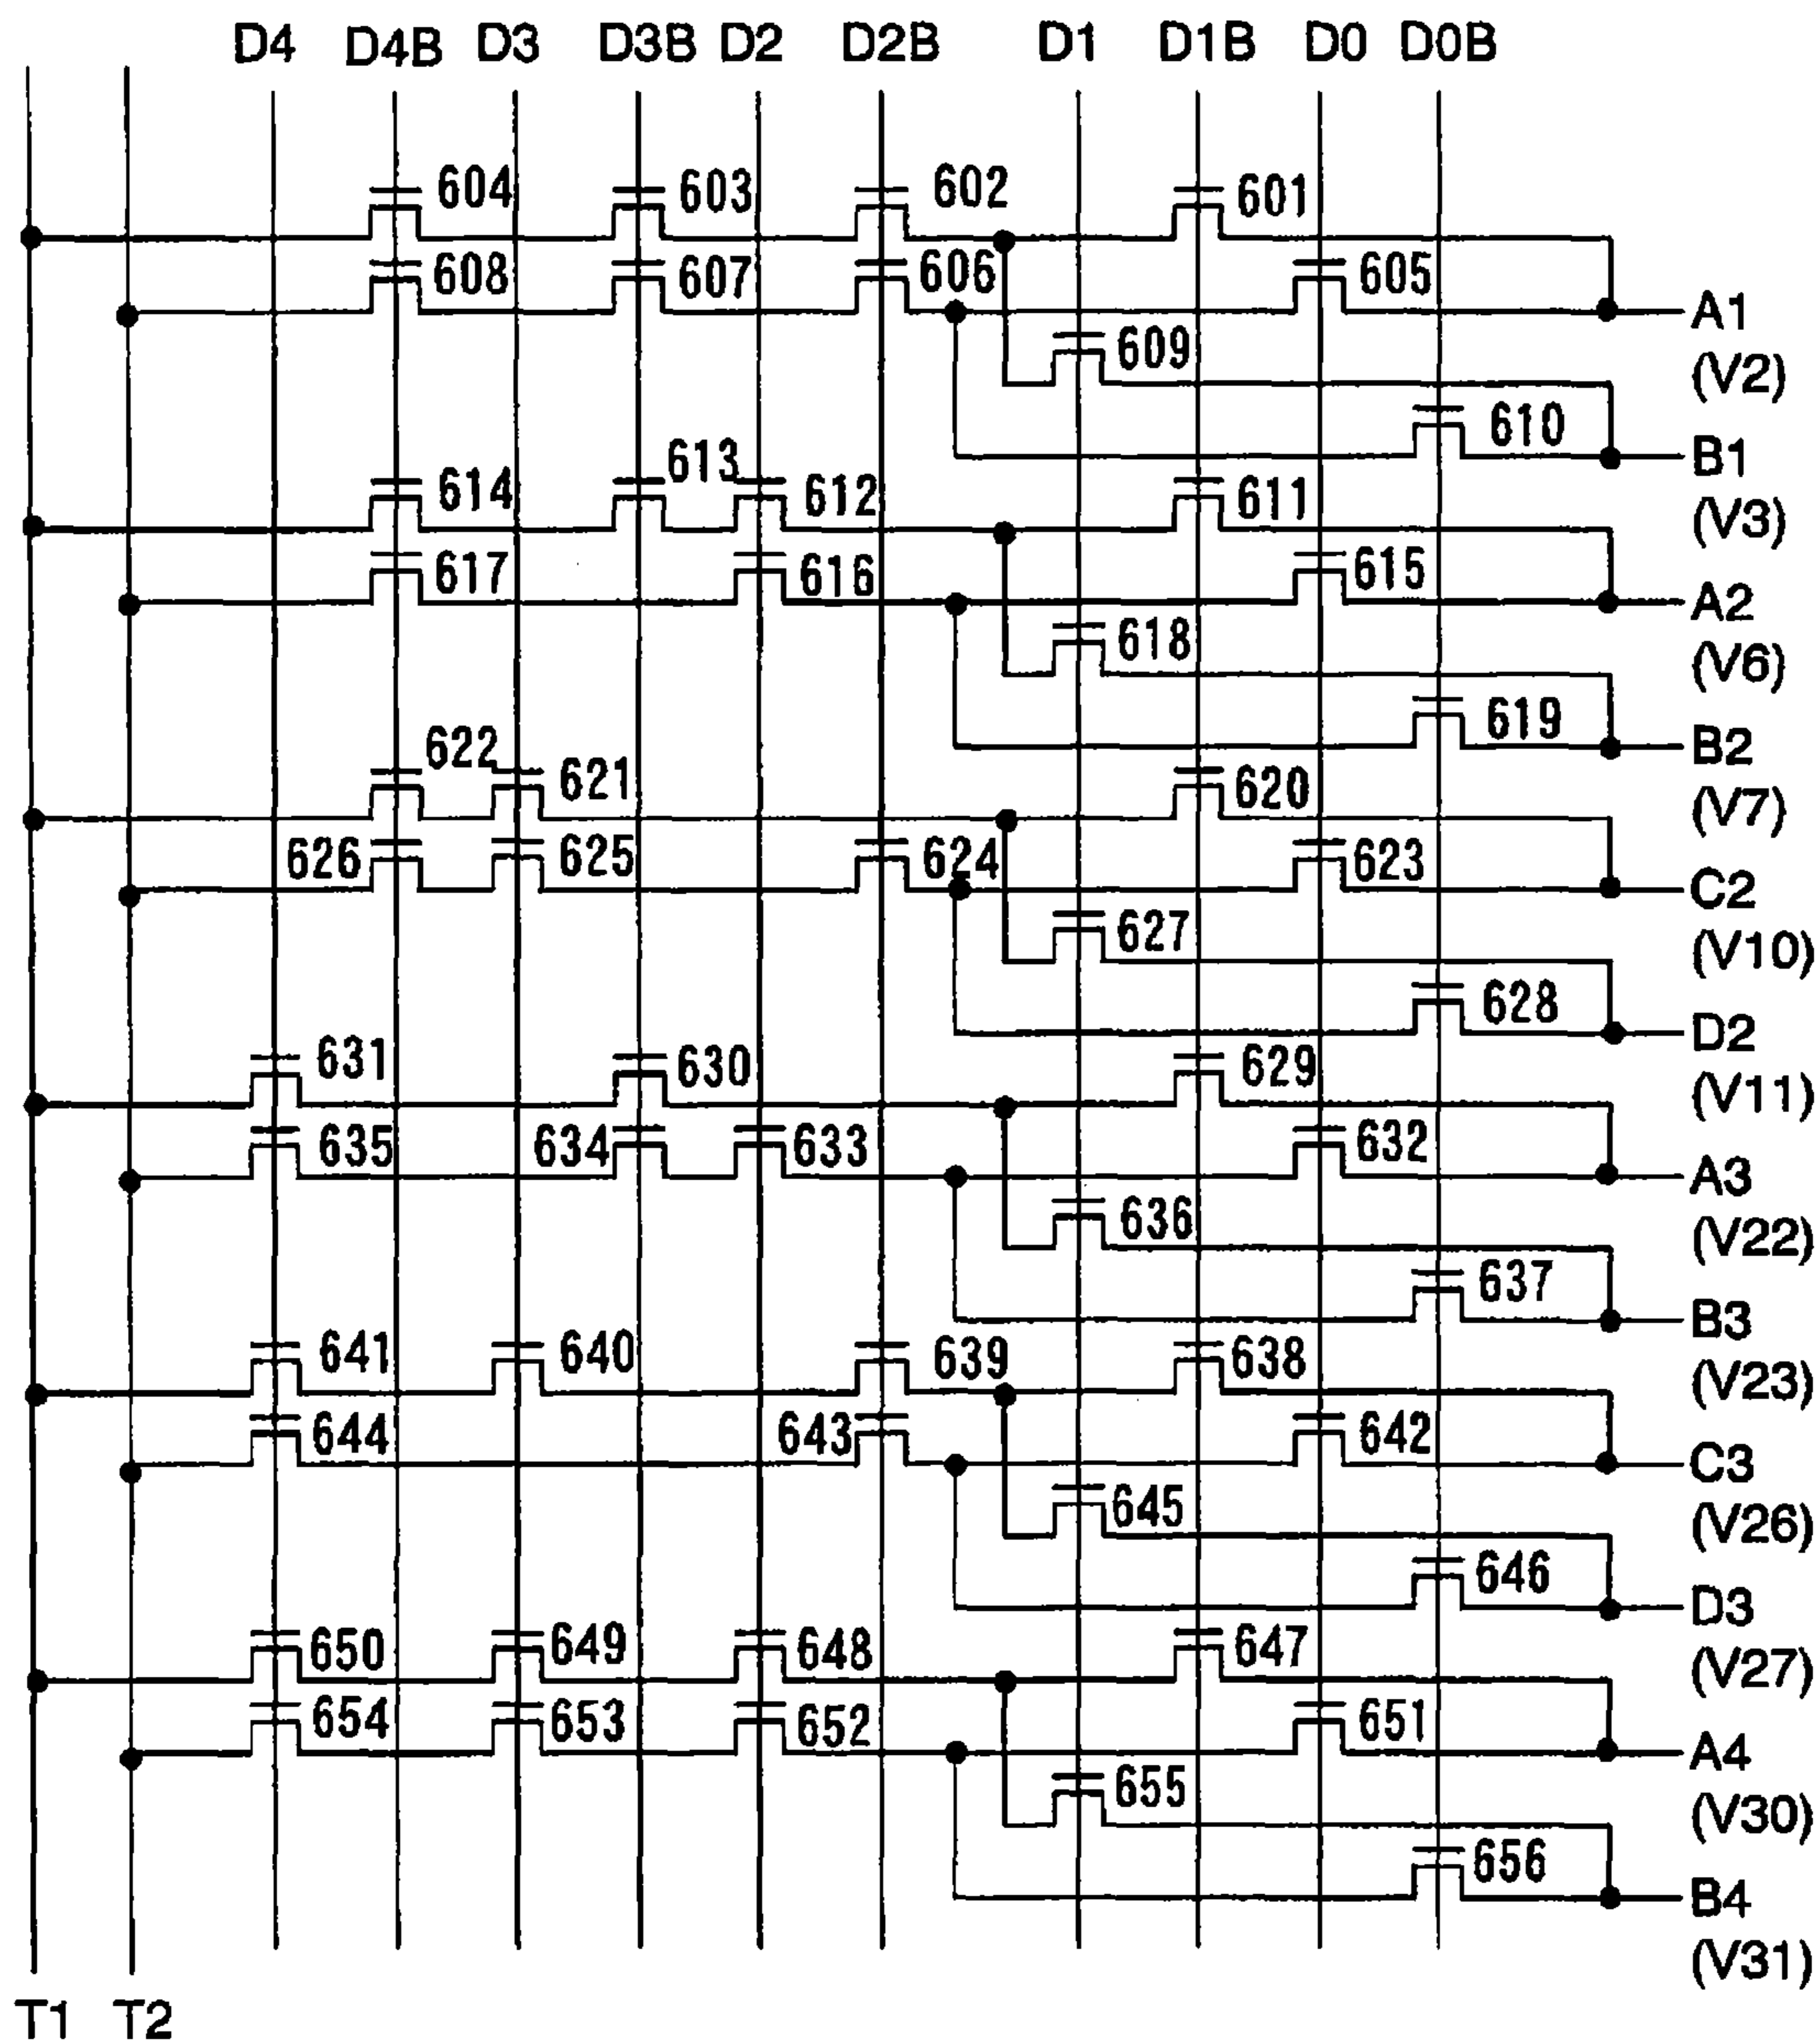 D4 D4B D3 D3B D2 D2B D1 D1B D0 D0B
604 603 602 601
608 607 606 605
A1
609
(V2)
610
B1
614 613 612 611
(V3)
617 616 615
A2
618
(V6)
619
B2
622 621 620
(V7)
626 625 624 623
C2
627
(V10)
628
D2
631 630 629
(V11)
635 634 633 632
A3
636
(V22)
637
B3
641 640 639 638
(V23)
644 643 642
C3
645
(V26)
646
D3
650 649 648 647
(V27)
654 653 652 651
A4
655
(V30)
656
B4
(V31)
T1 T2